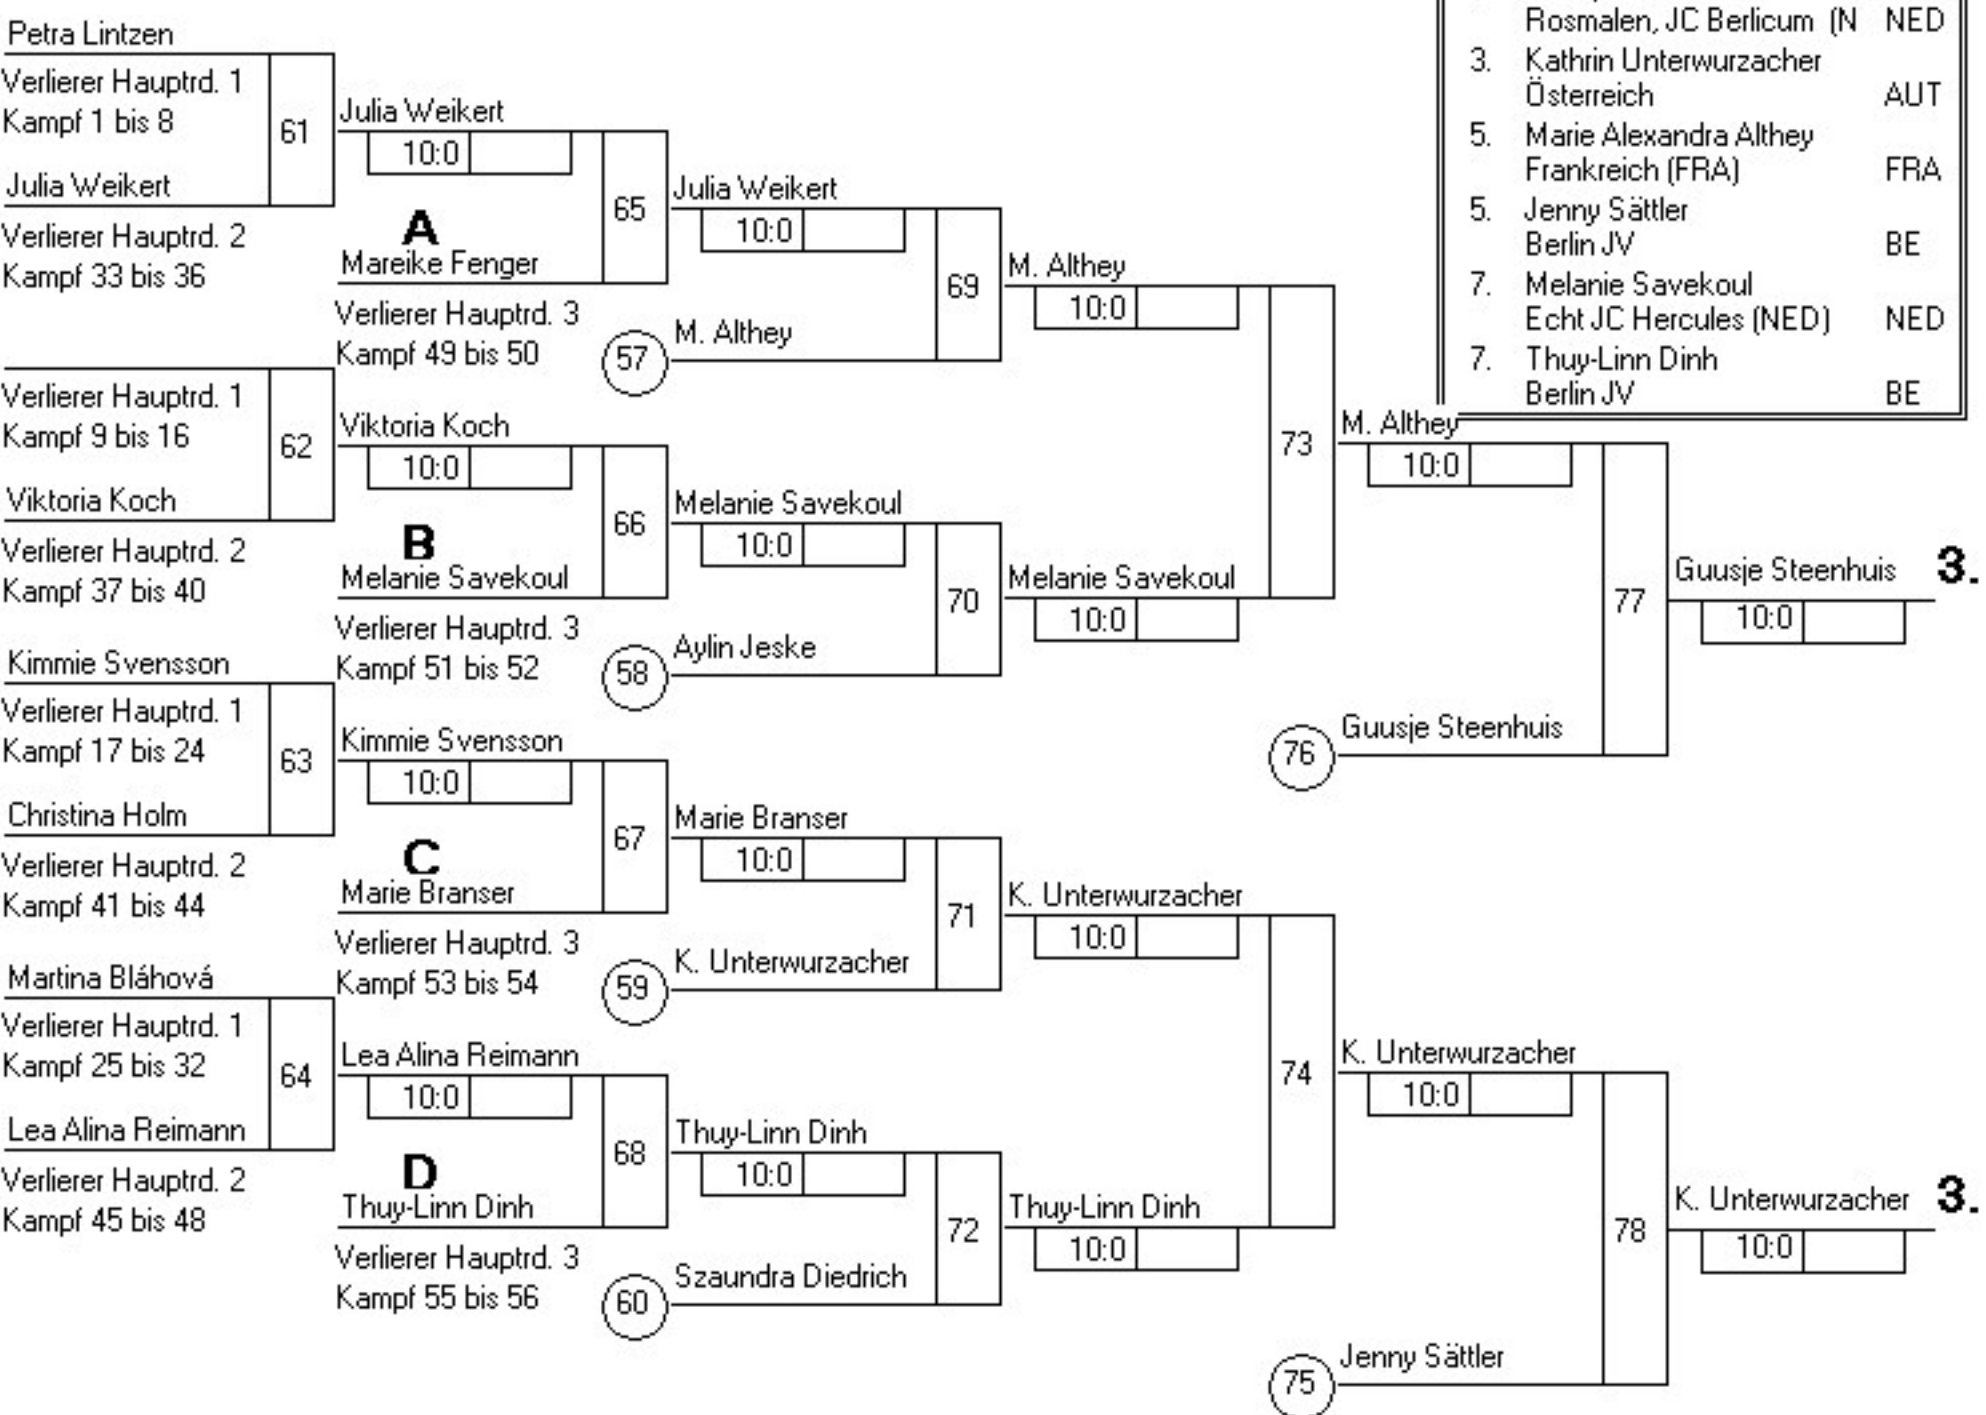 Rosmalen, JC Berlicum (N NED
3. Kathrin Unterwurzacher
Österreich AUT
5. Marie Alexandra Althey
Frankreich (FRA) FRA
5. Jenny Sättler
Berlin JV BE
7. Melanie Savekoul
Echt JC Hercules (NED) NED
7. Thuy-Linn Dinh
Berlin JV BE
Petra Lintzen
Verlierer Hauptrd. 1
Kampf 1 bis 8
61
Julia Weikert
Verlierer Hauptrd. 2
Kampf 33 bis 36
Verlierer Hauptrd. 1
Kampf 9 bis 16
62
Viktoria Koch
Verlierer Hauptrd. 2
Kampf 37 bis 40
Kimmie Svensson
Verlierer Hauptrd. 1
Kampf 17 bis 24
63
Christina Holm
Verlierer Hauptrd. 2
Kampf 41 bis 44
Martina Bláhová
Verlierer Hauptrd. 1
Kampf 25 bis 32
64
Lea Alina Reimann
Verlierer Hauptrd. 2
Kampf 45 bis 48
Julia Weikert
10:0
A
65
Mareike Fenger
Verlierer Hauptrd. 3
Kampf 49 bis 50
Viktoria Koch
10:0
B
66
Melanie Savekoul
Verlierer Hauptrd. 3
Kampf 51 bis 52
Kimmie Svensson
10:0
C
67
Marie Branser
Verlierer Hauptrd. 3
Kampf 53 bis 54
Lea Alina Reimann
10:0
D
68
Thuy-Linn Dinh
Verlierer Hauptrd. 3
Kampf 55 bis 56
Julia Weikert
10:0
69
57 M. Althey
Melanie Savekoul
10:0
70
58 Aylin Jeske
Marie Branser
10:0
71
59 K. Unterwurzacher
Thuy-Linn Dinh
10:0
72
60 Szaundra Diedrich
M. Althey
10:0
73
Melanie Savekoul
10:0
K. Unterwurzacher
10:0
74
Thuy-Linn Dinh
10:0
M. Althey
10:0
77
76 Guusje Steenhuis
K. Unterwurzacher
10:0
78
75 Jenny Sättler
Guusje Steenhuis 3.
10:0
K. Unterwurzacher 3.
10:0